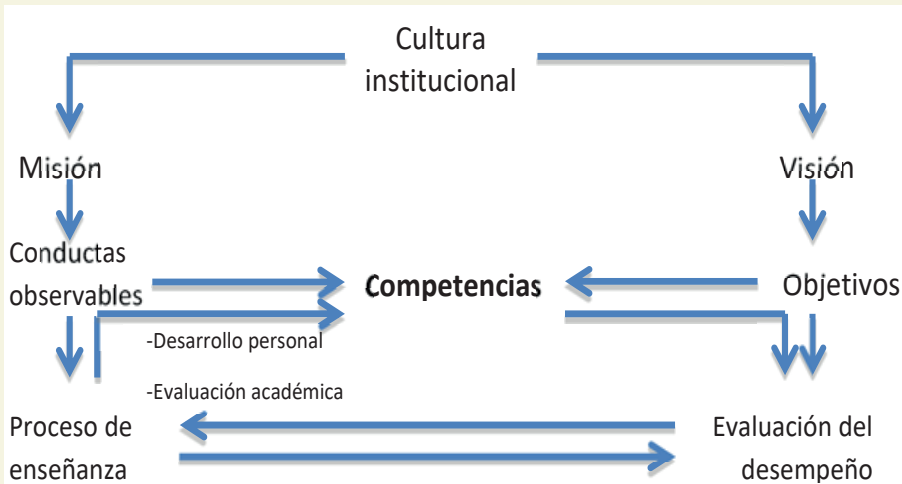 Cultura
institucional
Misión
Visión
Conductas
observables
Competencias
Objetivos
-Desarrollo personal
-Evaluación académica
Proceso de
enseñanza
Evaluación del
desempeño